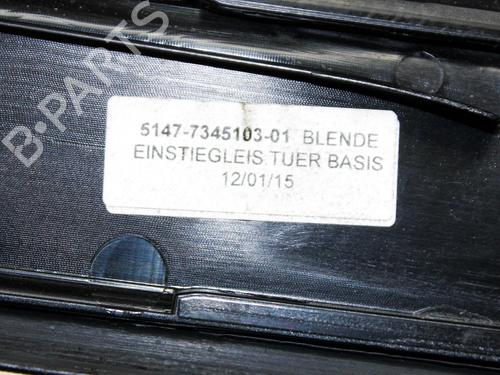 B-PARTS
5147-7345103-01 BLENDE
EINSTIEGLEIS.TUER BASIS
12/01/15